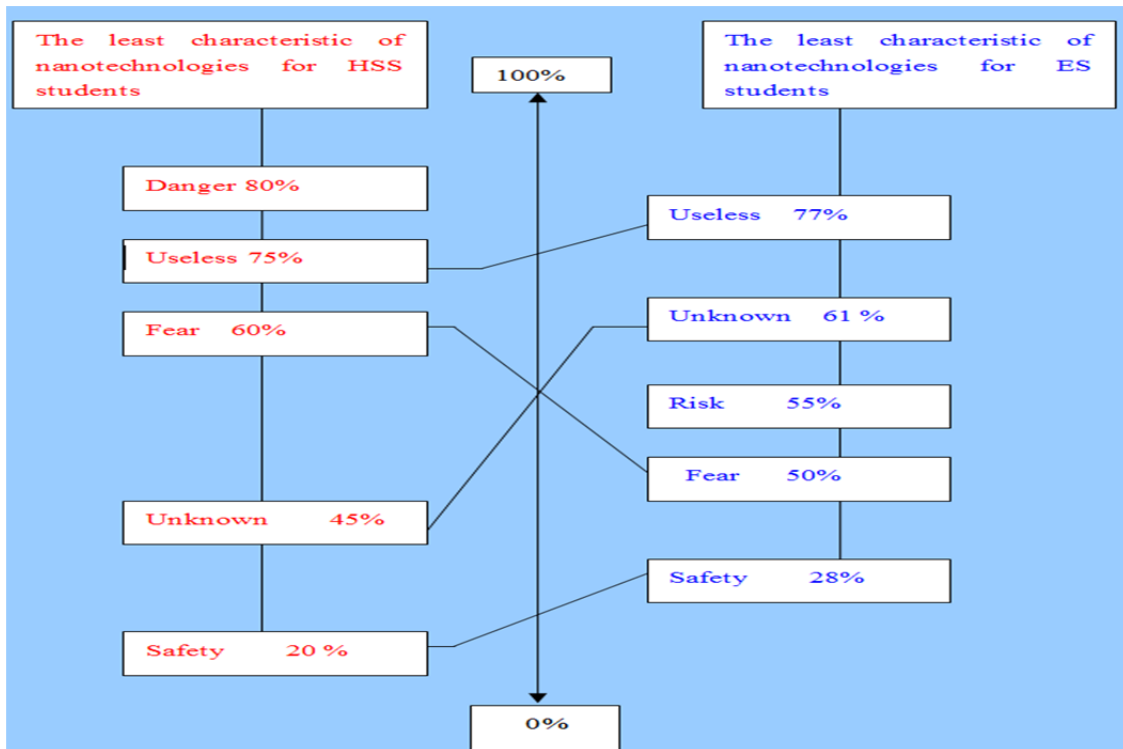 The least characteristic of
nanotechnologies for HSS
students
Danger 80%
Useless 75%
Fear 60%
Unknown 45%
Safety 20 %
100%
0%
The least characteristic of
nanotechnologies for ES
students
Useless 77%
Unknown 61 %
Risk 55%
Fear 50%
Safety 28%